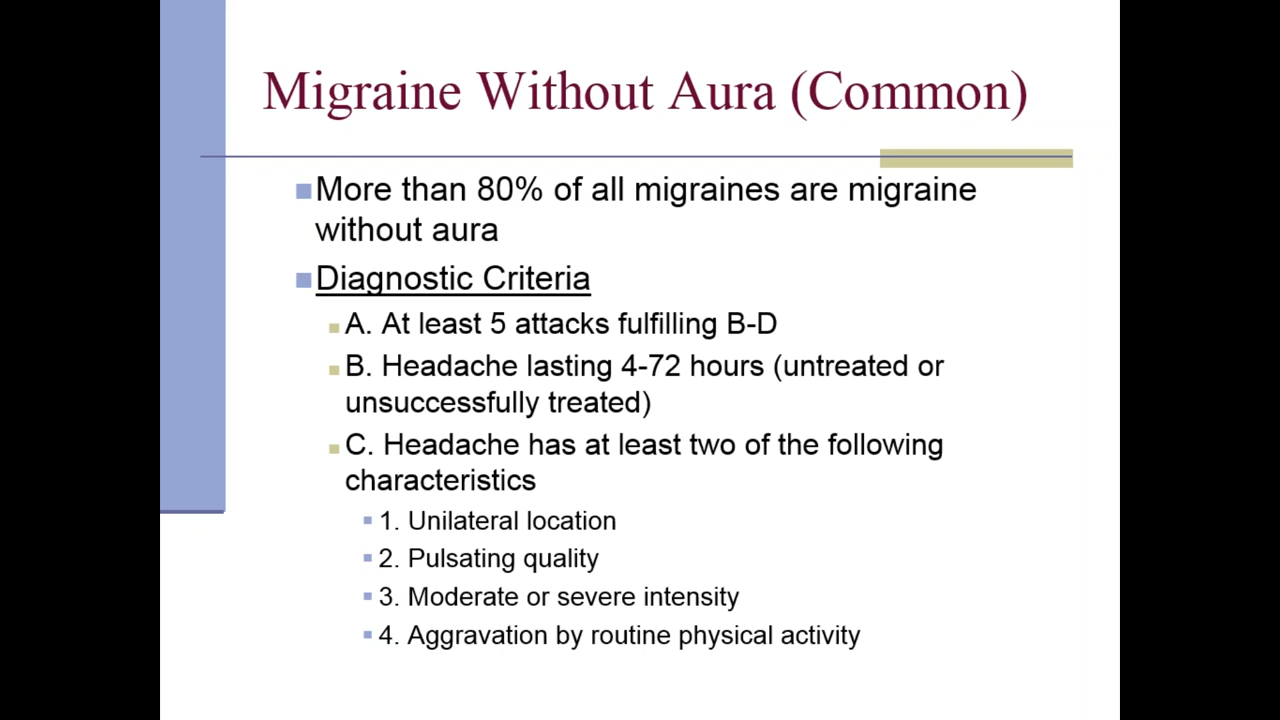 Migraine Without Aura (Common)
More than 80% of all migraines are migraine
without aura
Diagnostic Criteria
A. At least 5 attacks fulfilling B-D
B. Headache lasting 4-72 hours (untreated or
unsuccessfully treated)
C. Headache has at least two of the following
characteristics
1. Unilateral location
2. Pulsating quality
3. Moderate or severe intensity
4. Aggravation by routine physical activity